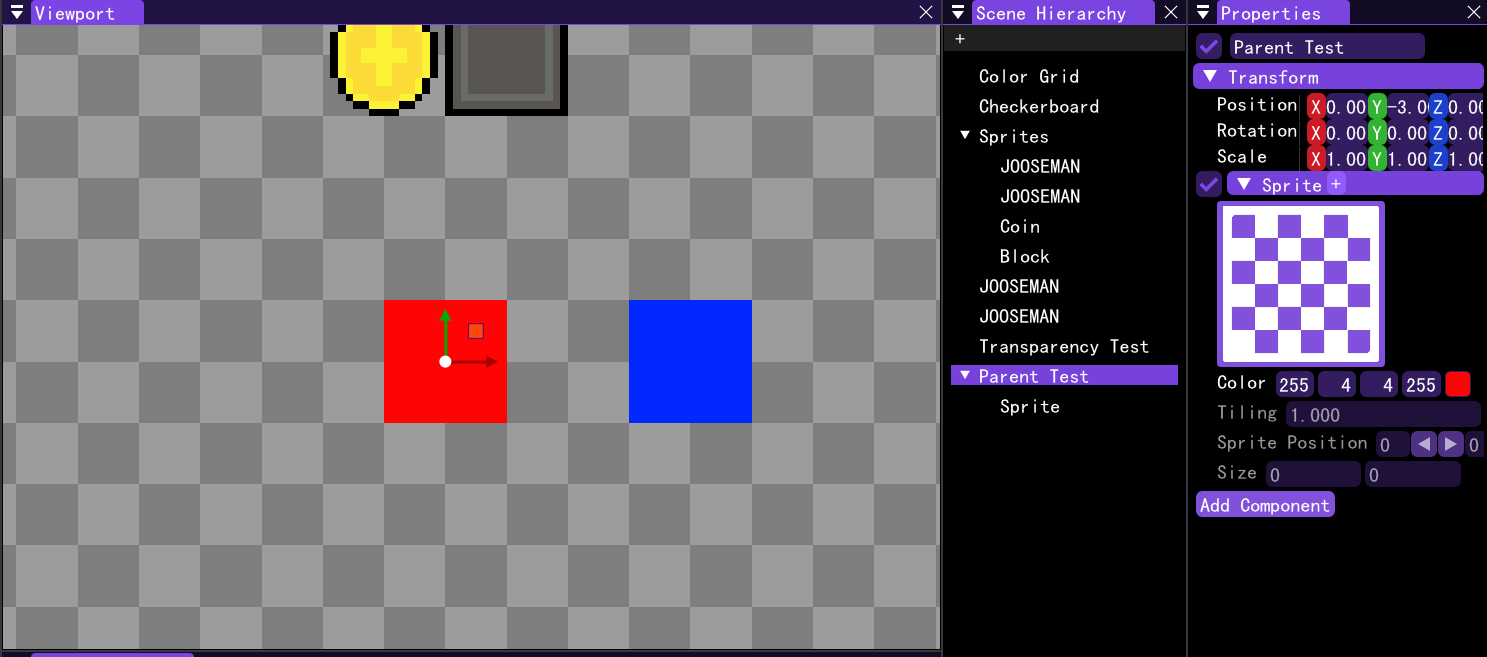 Viewport
Scene Hierarchy
+
Color Grid
Checkerboard
Sprites
JOOSEMAN
JOOSEMAN
Coin
Block
JOOSEMAN
JOOSEMAN
Transparency Test
Parent Test
Sprite
Properties
Parent Test
Transform
Position X 0.00 Y -3.0 Z 0.00
Rotation X 0.00 Y 0.00 Z 0.00
Scale X 1.00 Y 1.00 Z 1.00
Sprite +
Color 255 4 4 255
Tiling 1.000
Sprite Position 0 0
Size 0 0
Add Component